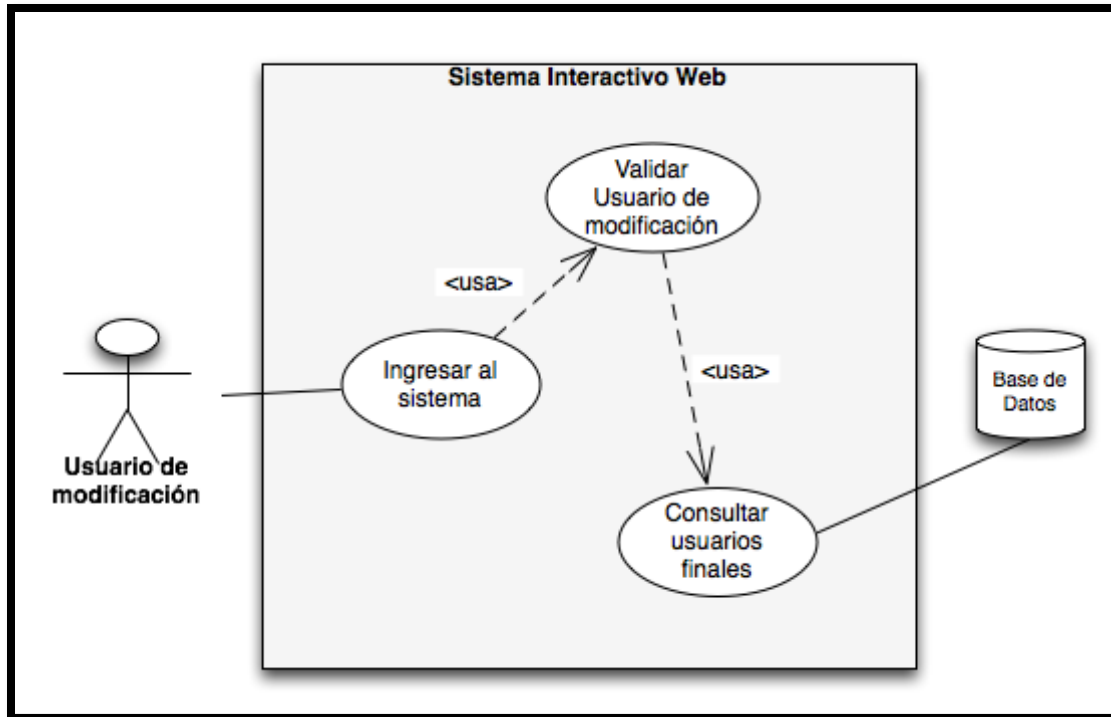 Sistema Interactivo Web
Validar
Usuario de
modificación
<usa>
Ingresar al
sistema
<usa>
Base de
Datos
Usuario de
modificación
Consultar
usuarios
finales